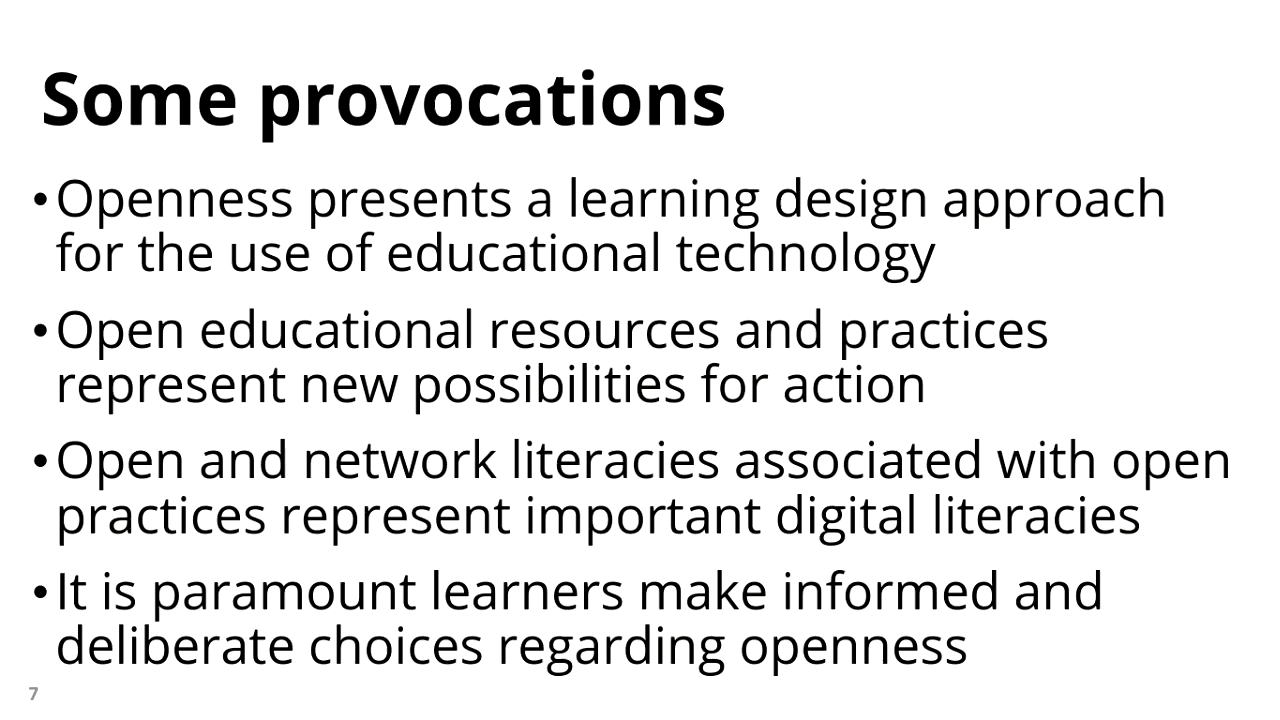 Some provocations
•Openness presents a learning design approach
for the use of educational technology
•Open educational resources and practices
represent new possibilities for action
•Open and network literacies associated with open
practices represent important digital literacies
•It is paramount learners make informed and
deliberate choices regarding openness
7